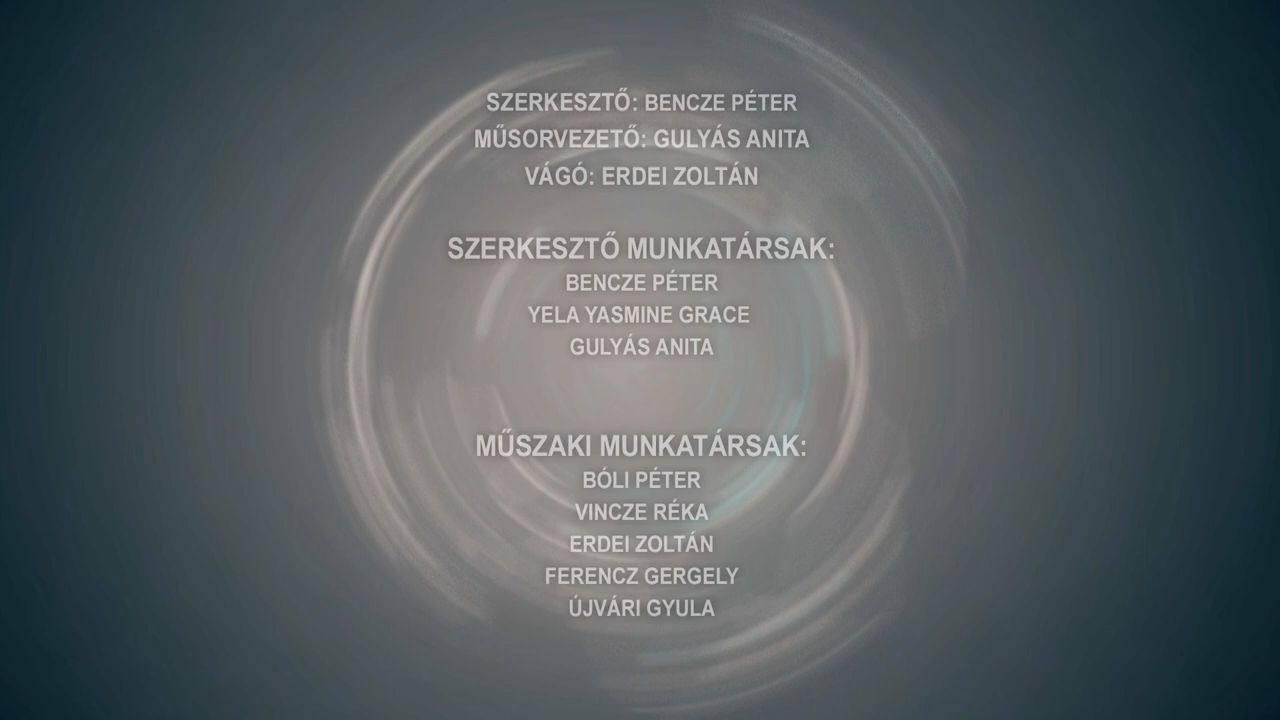 SZERKESZTŐ: BENCZE PÉTER
MŰSORVEZETŐ: GULYÁS ANITA
VÁGÓ: ERDEI ZOLTÁN
SZERKESZTŐ MUNKATÁRSAK:
BENCZE PÉTER
YELA YASMINE GRACE
GULYÁS ANITA
MŰSZAKI MUNKATÁRSAK:
BÓLI PÉTER
VINCZE RÉKA
ERDEI ZOLTÁN
FERENCZ GERGELY
ÚJVÁRI GYULA